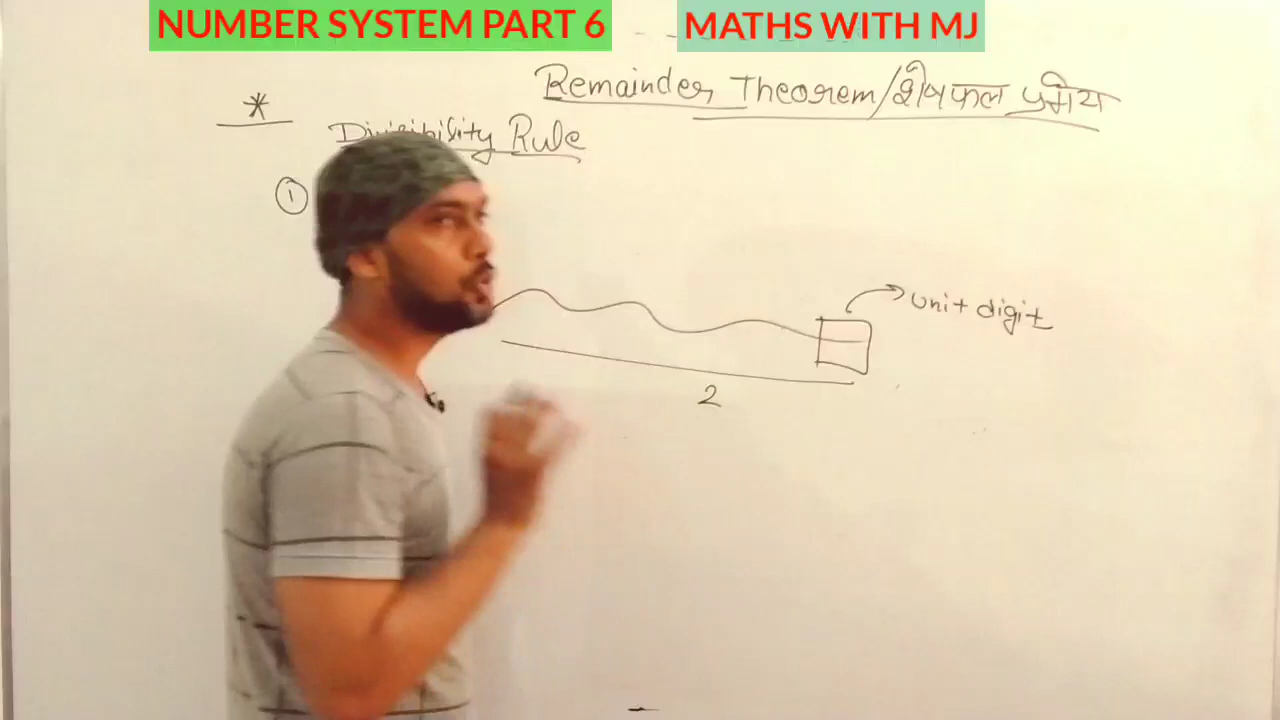 NUMBER SYSTEM PART 6
MATHS WITH MJ
Remainder Theorem/शेषफल प्रमेय
*
Divisibility Rule
①
unit digit
2